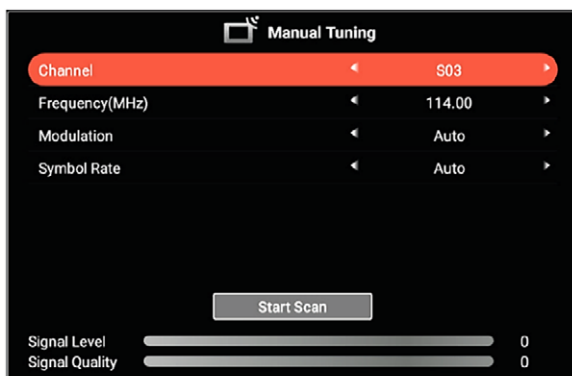 Manual Tuning
Channel S03
Frequency(MHz) 114.00
Modulation Auto
Symbol Rate Auto
Start Scan
Signal Level 0
Signal Quality 0